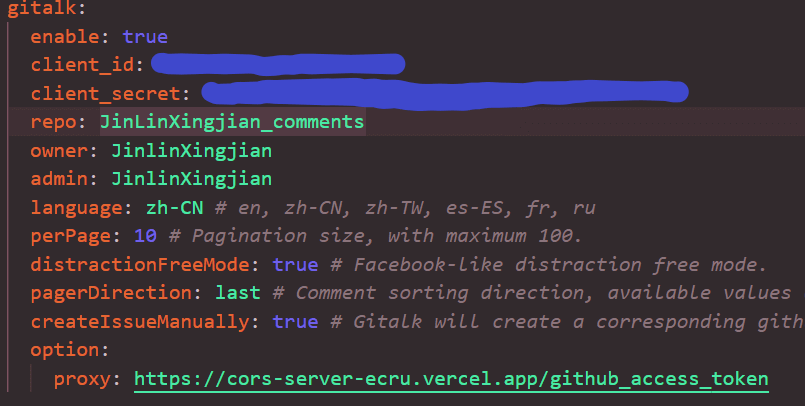 gitalk:
enable: true
client_id:
client_secret:
repo: JinLinXingjian_comments
owner: JinlinXingjian
admin: JinlinXingjian
language: zh-CN # en, zh-CN, zh-TW, es-ES, fr, ru
perPage: 10 # Pagination size, with maximum 100.
distractionFreeMode: true # Facebook-like distraction free mode.
pagerDirection: last # Comment sorting direction, available values
createIssueManually: true # Gitalk will create a corresponding gith
option:
proxy: https://cors-server-ecru.vercel.app/github_access_token